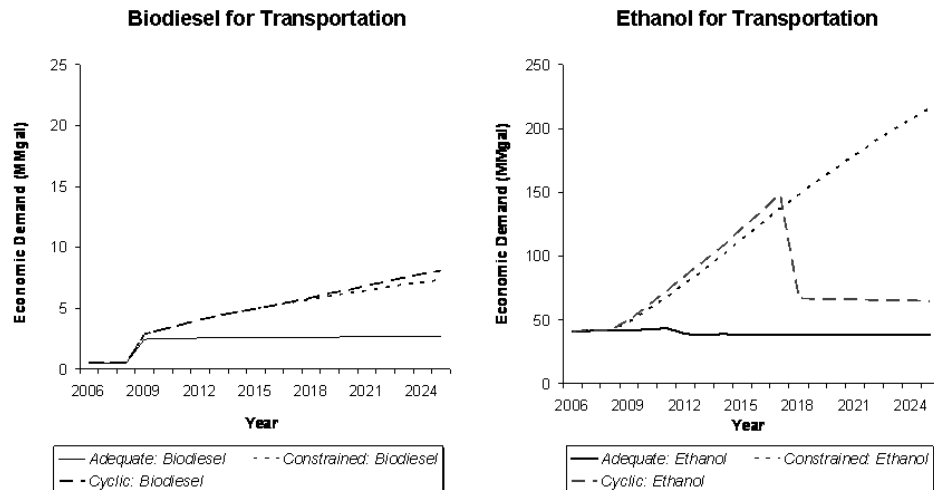 Biodiesel for Transportation
Economic Demand (MMgal)
25
20
15
10
5
0
2006 2009 2012 2015 2018 2021 2024
Year
Adequate: Biodiesel Constrained: Biodiesel
Cyclic: Biodiesel
Ethanol for Transportation
Economic Demand (MMgal)
250
200
150
100
50
0
2006 2009 2012 2015 2018 2021 2024
Year
Adequate: Ethanol Constrained: Ethanol
Cyclic: Ethanol